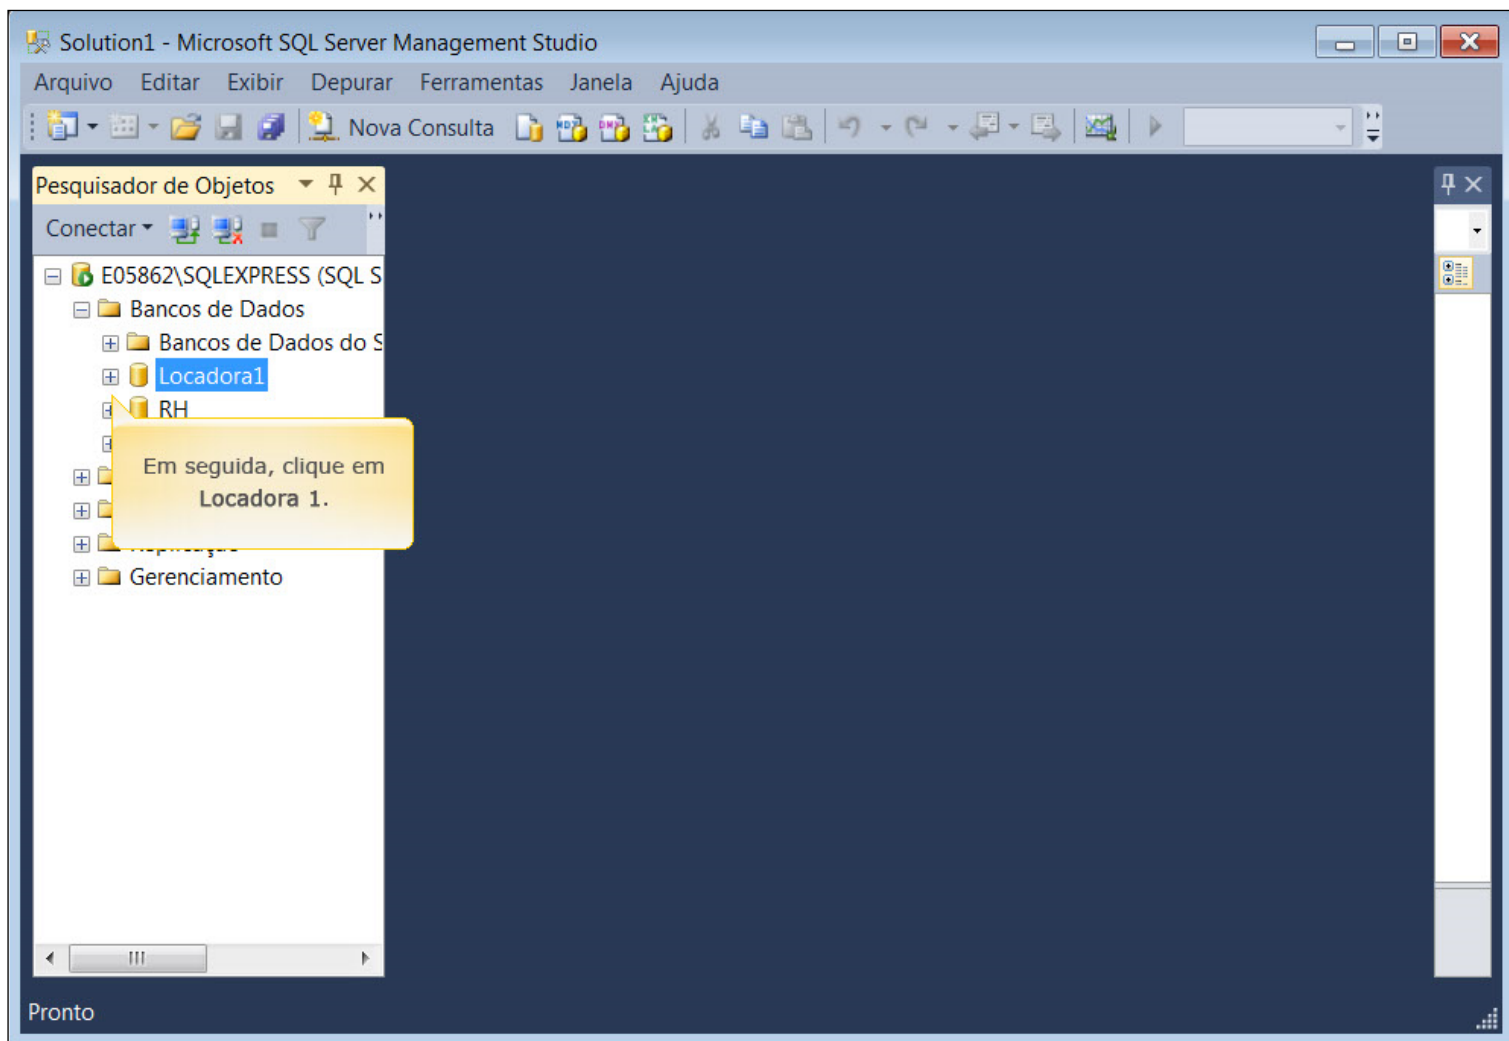 Solution1 - Microsoft SQL Server Management Studio
Arquivo Editar Exibir Depurar Ferramentas Janela Ajuda
Nova Consulta
Pesquisador de Objetos
Conectar
E05862\SQLEXPRESS (SQL S
Bancos de Dados
Bancos de Dados do S
Locadora1
RH
Em seguida, clique em
Locadora 1.
Gerenciamento
Pronto